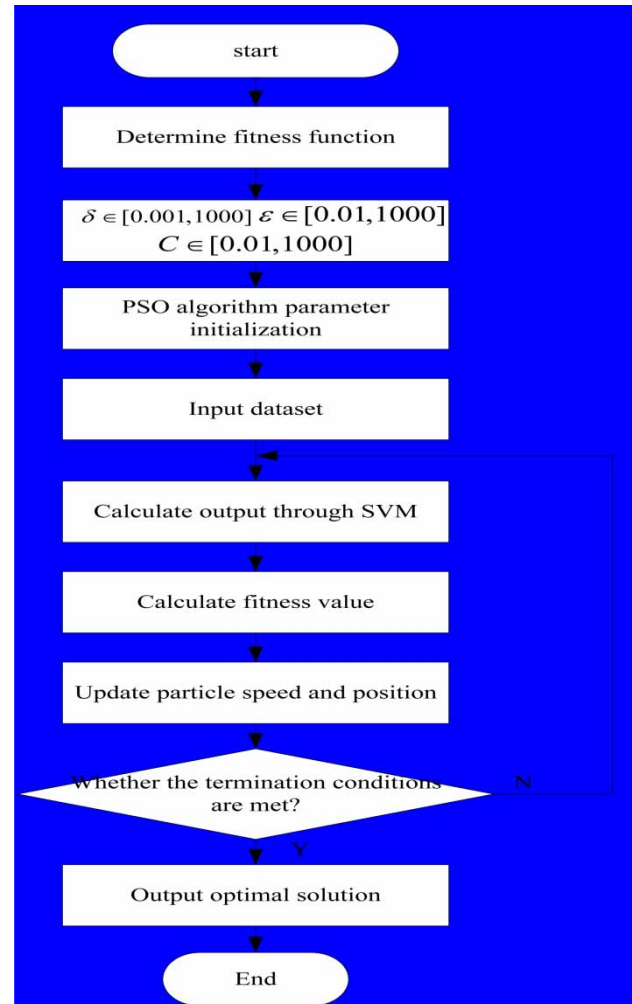 start
Determine fitness function
δ ∈ [0.001,1000] ε ∈ [0.01,1000]
C ∈ [0.01,1000]
PSO algorithm parameter
initialization
Input dataset
Calculate output through SVM
Calculate fitness value
Update particle speed and position
Whether the termination conditions
are met?
N
Y
Output optimal solution
End